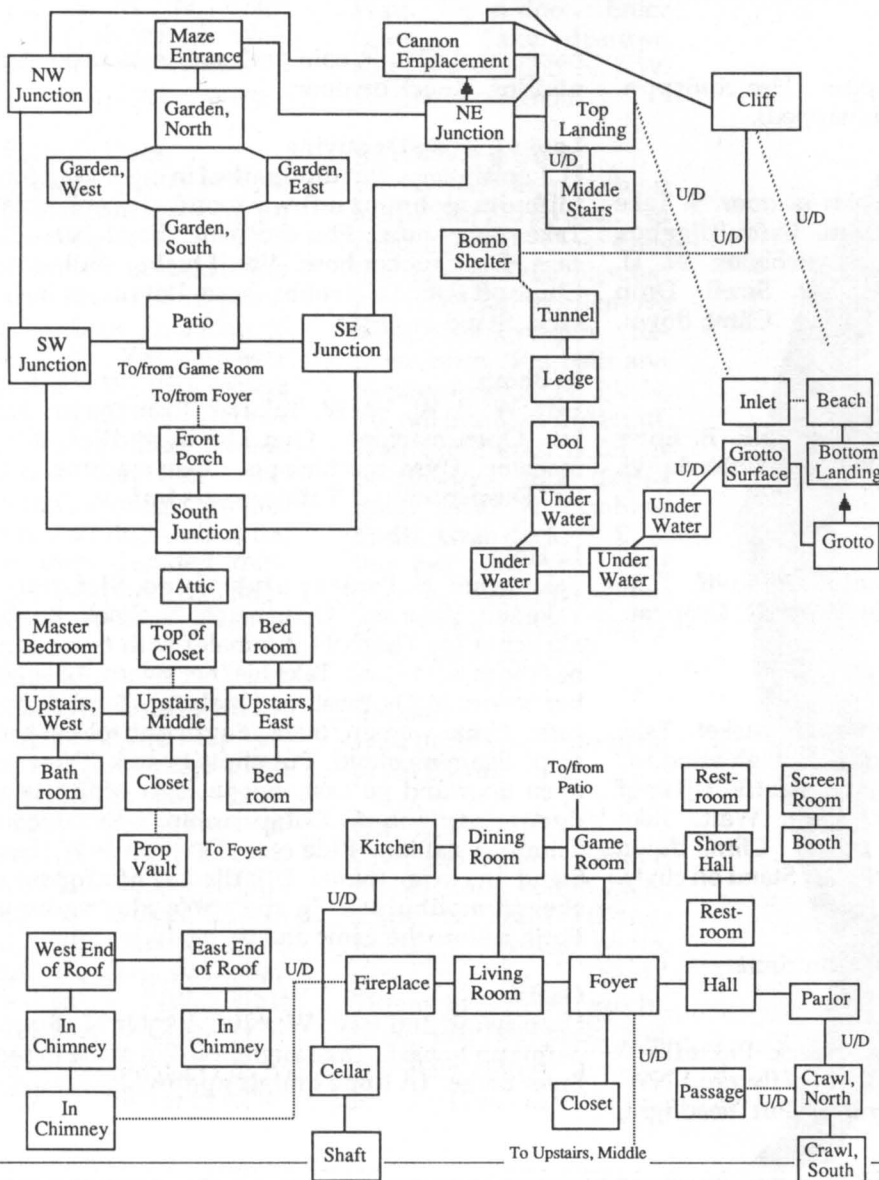 Maze
Entrance
Cannon
Emplacement
NW
Junction
Cliff
Garden,
North
NE
Junction
Top
Landing
U/D
Garden,
West
Garden,
East
Middle
Stairs
U/D
U/D
Garden,
South
Bomb
Shelter
U/D
Patio
Tunnel
SW
Junction
SE
Junction
To/from Game Room
To/from Foyer
Ledge
Inlet
Beach
Front
Porch
Pool
U/D
Grotto
Surface
Bottom
Landing
South
Junction
Under
Water
Under
Water
Grotto
Under
Water
Under
Water
Attic
Master
Bedroom
Top of
Closet
Bed
room
Upstairs,
West
Upstairs,
Middle
Upstairs,
East
To/from
Patio
Rest-
room
Screen
Room
Bath
room
Closet
Bed
room
Prop
Vault
To Foyer
Kitchen
Dining
Room
Game
Room
Short
Hall
Booth
U/D
Rest-
room
West End
of Roof
East End
of Roof
U/D
Fireplace
Living
Room
Foyer
Hall
Parlor
In
Chimney
In
Chimney
U/D
U/D
Cellar
In
Chimney
Closet
Passage
U/D
Crawl,
North
Shaft
To Upstairs, Middle
Crawl,
South